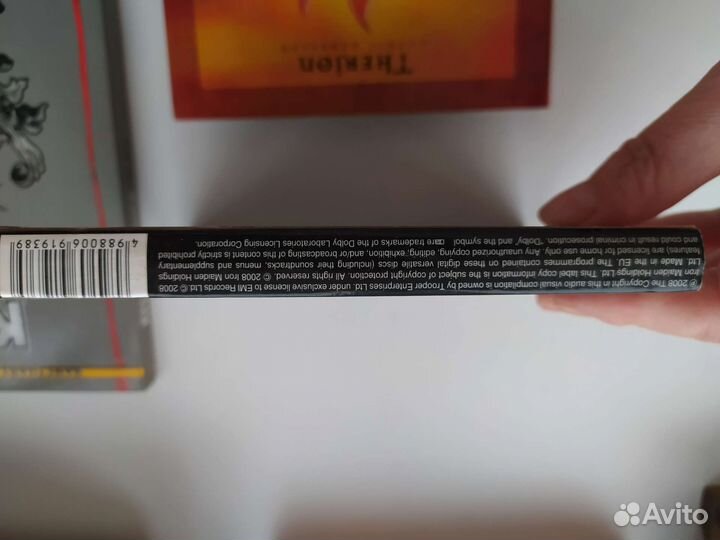 THERION
℗ 2008 The Copyright in this audio visual compilation is owned by Trooper Enterprises Ltd. under exclusive license to EMI Records Ltd. © 2008
Iron Maiden Holdings Ltd. This label copy information is the subject of copyright protection. All rights reserved. © 2008 Iron Maiden Holdings
Ltd. Made in the EU. The programmes contained on these digital versatile discs (including their soundtracks, menus and supplementary
features) are licensed for home use only. Any unauthorized copying, editing, exhibition, and/or broadcasting of this content is strictly prohibited
and could result criminal prosecution. "Dolby" and the symbol are trademarks of the Dolby Laboratories Licensing Corporation.
4 988006 919389
Avito